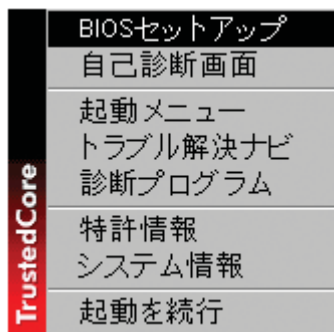 BIOSセットアップ
自己診断画面
起動メニュー
トラブル解決ナビ
診断プログラム
特許情報
システム情報
起動を続行
TrustedCore